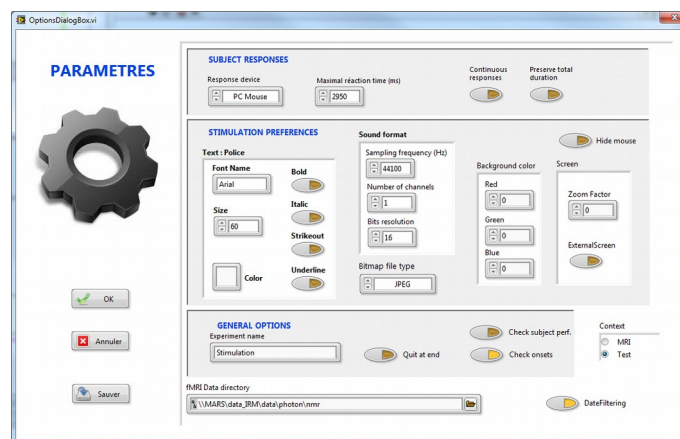 OptionsDialogBox.vi
PARAMETRES
SUBJECT RESPONSES
Response device
PC Mouse
Maximal réaction time (ms)
2950
Continuous
responses
Preserve total
duration
STIMULATION PREFERENCES
Text : Police
Font Name
Arial
Size
60
Color
Bold
Italic
Strikeout
Underline
Sound format
Sampling frequency (Hz)
44100
Number of channels
1
Bits resolution
16
Bitmap file type
JPEG
Hide mouse
Background color
Red
0
Green
0
Blue
0
Screen
Zoom Factor
0
ExternalScreen
OK
Annuler
Sauver
GENERAL OPTIONS
Experiment name
Stimulation
Quit at end
Check subject perf.
Check onsets
Context
MRI
Test
fMRI Data directory
\\MARS\data_IRM\data\photon\nmr
DateFiltering